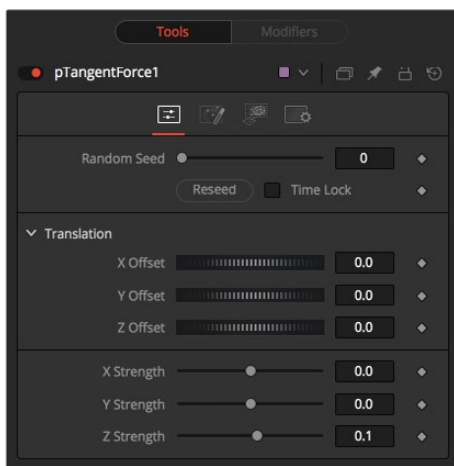 Tools Modifiers
pTangentForce1
Random Seed 0
Reseed Time Lock
Translation
X Offset 0.0
Y Offset 0.0
Z Offset 0.0
X Strength 0.0
Y Strength 0.0
Z Strength 0.1